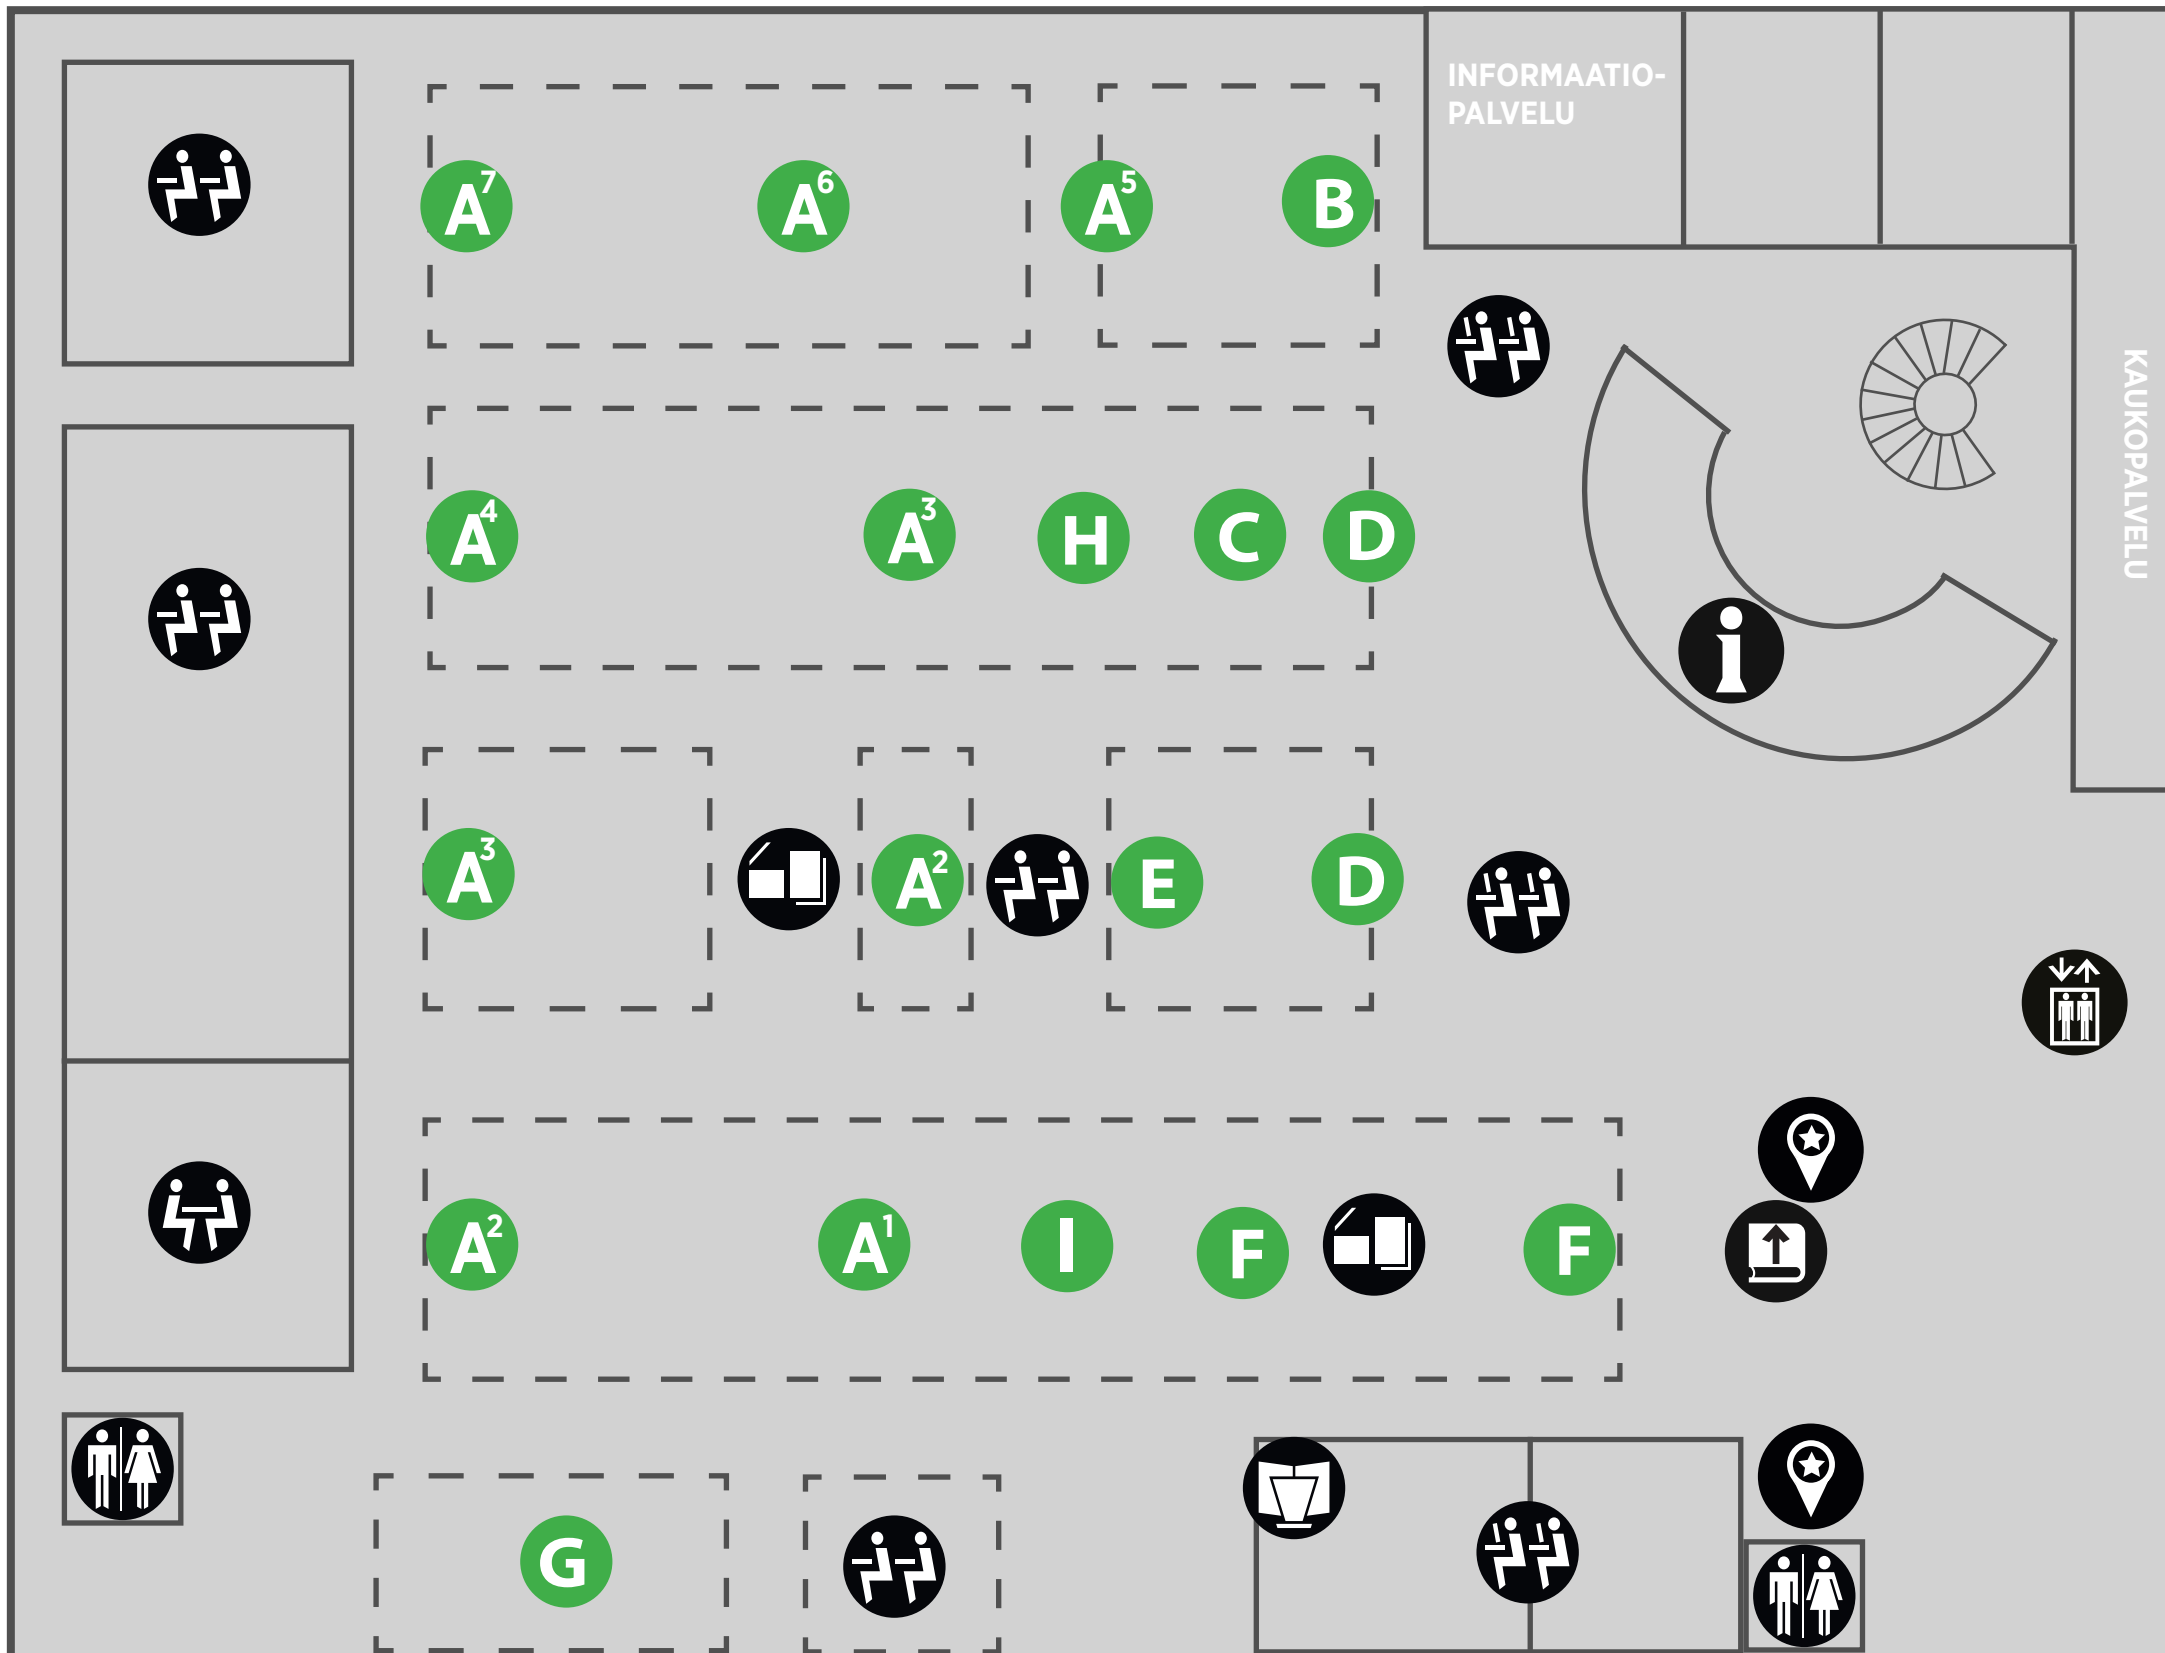 INFORMAATIO-
PALVELU
A7
A6
A5
B
KAUKOPALVELU
A4
A3
H
C
D
A3
A2
E
D
A2
A1
I
F
F
G